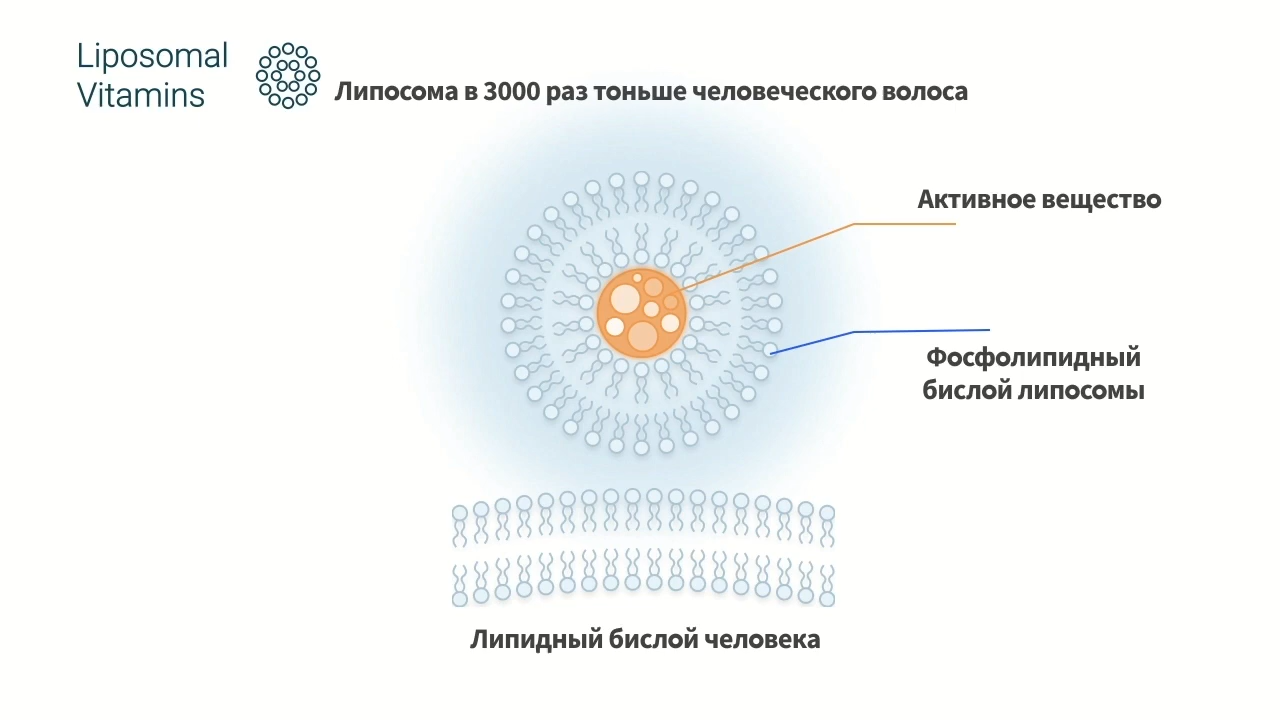 Liposomal
Vitamins
Липосома в 3000 раз тоньше человеческого волоса
Активное вещество
Фосфолипидный
бислой липосомы
Липидный бислой человека